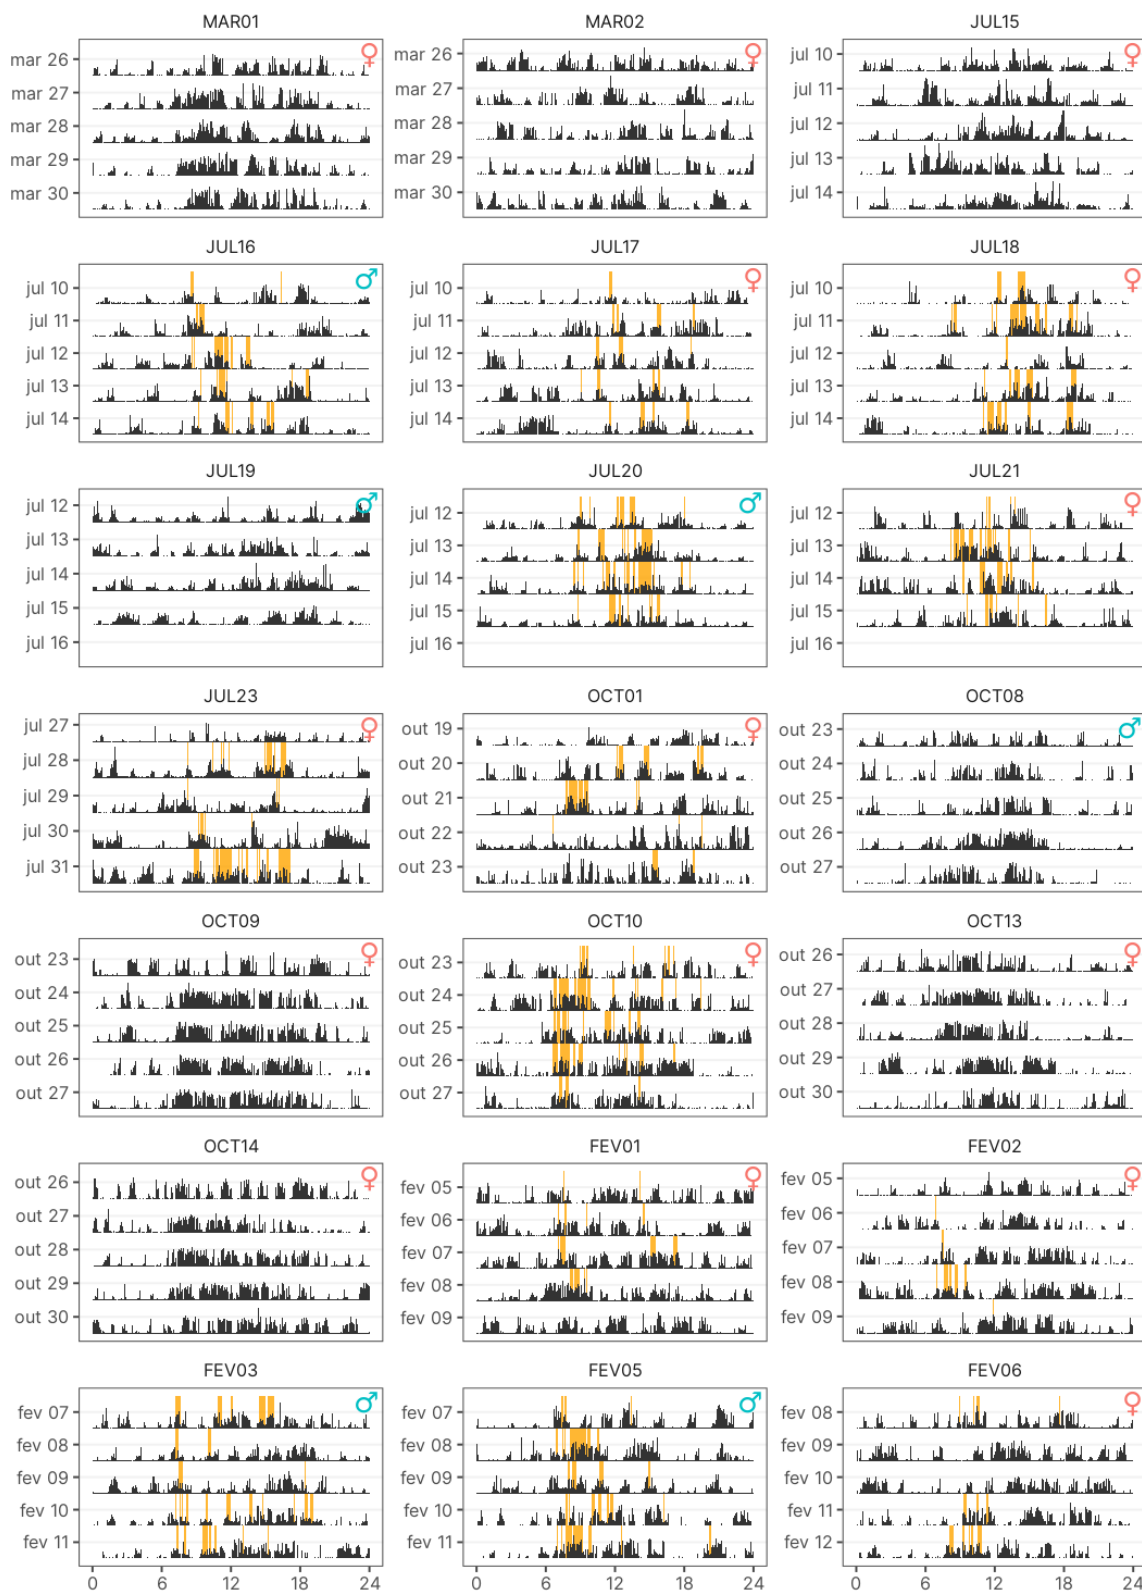 MAR01 MAR02 JUL15
mar 26 mar 26 jul 10
mar 27 mar 27 jul 11
mar 28 mar 28 jul 12
mar 29 mar 29 jul 13
mar 30 mar 30 jul 14
JUL16 JUL17 JUL18
jul 10 jul 10 jul 10
jul 11 jul 11 jul 11
jul 12 jul 12 jul 12
jul 13 jul 13 jul 13
jul 14 jul 14 jul 14
JUL19 JUL20 JUL21
jul 12 jul 12 jul 12
jul 13 jul 13 jul 13
jul 14 jul 14 jul 14
jul 15 jul 15 jul 15
jul 16 jul 16 jul 16
JUL23 OCT01 OCT08
jul 27 out 19 out 23
jul 28 out 20 out 24
jul 29 out 21 out 25
jul 30 out 22 out 26
jul 31 out 23 out 27
OCT09 OCT10 OCT13
out 23 out 23 out 26
out 24 out 24 out 27
out 25 out 25 out 28
out 26 out 26 out 29
out 27 out 27 out 30
OCT14 FEV01 FEV02
out 26 fev 05 fev 05
out 27 fev 06 fev 06
out 28 fev 07 fev 07
out 29 fev 08 fev 08
out 30 fev 09 fev 09
FEV03 FEV05 FEV06
fev 07 fev 07 fev 08
fev 08 fev 08 fev 09
fev 09 fev 09 fev 10
fev 10 fev 10 fev 11
fev 11 fev 11 fev 12
0 6 12 18 24 0 6 12 18 24 0 6 12 18 24